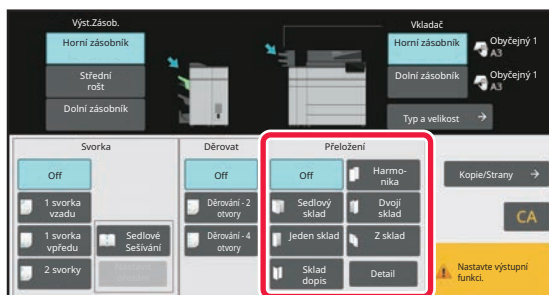 Výst.Zásob.
Horní zásobník
Střední
rošt
Dolní zásobník
Vkladač
Horní zásobník
Obyčejný 1
A3
Dolní zásobník
Obyčejný 1
A3
Typ a velikost
Svorka
Off
1 svorka
vzadu
1 svorka
vpředu
2 svorky
Sedlové
Sešívání
Děrovat
Off
Děrování - 2
otvory
Děrování - 4
otvory
Přeložení
Off
Harmo-
nika
Sedlový
sklad
Dvojí
sklad
Jeden sklad
Z sklad
Sklad
dopis
Detail
Kopie/Strany
CA
Nastavte výstupní
funkci.